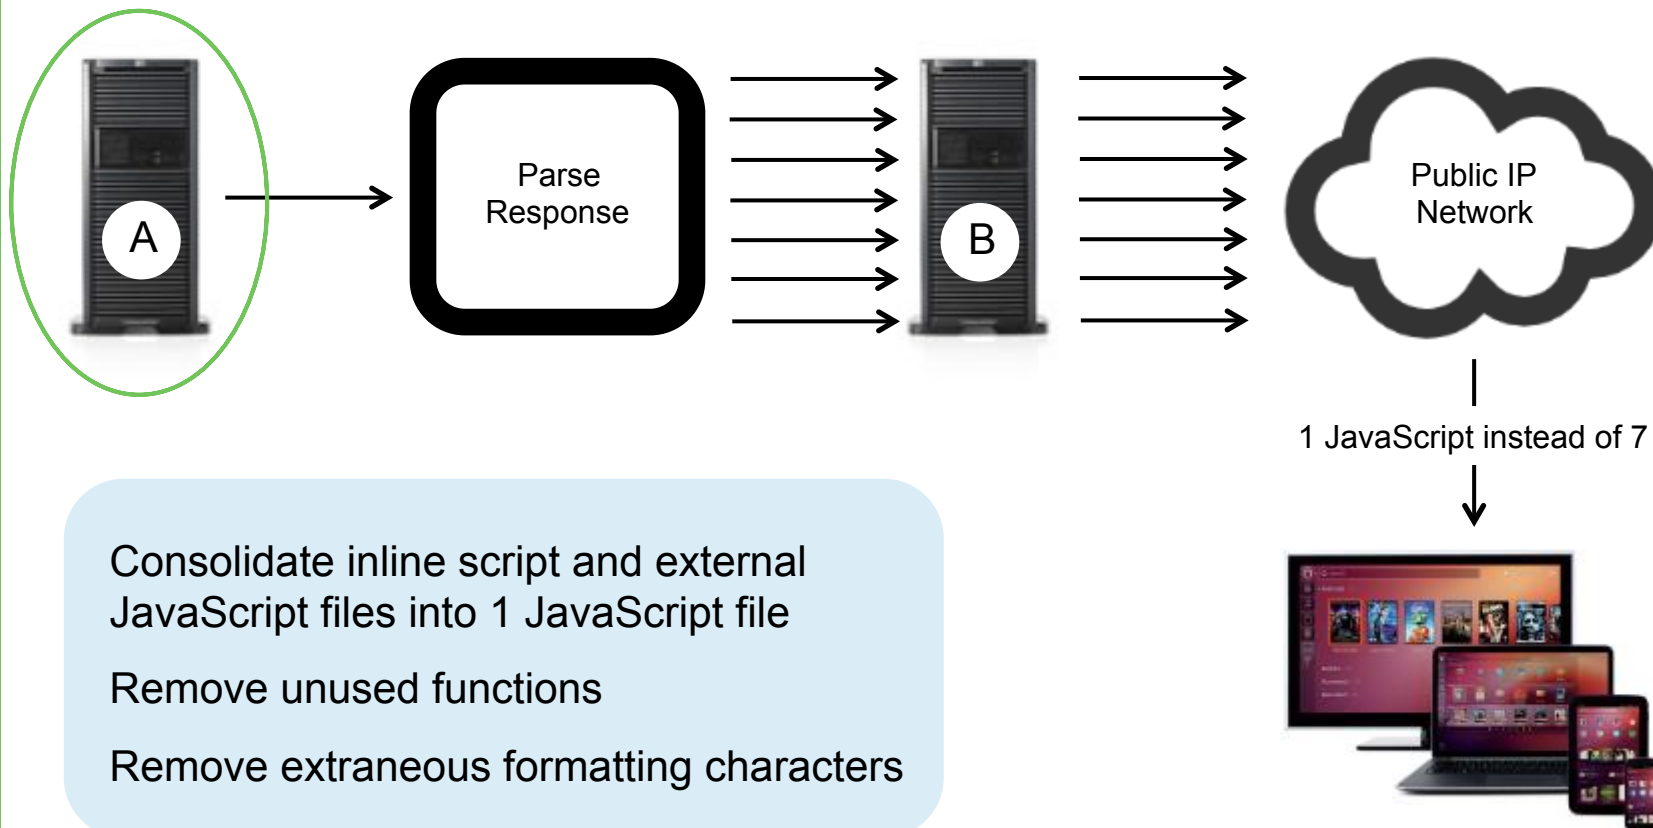 A
Parse
Response
B
Public IP
Network
1 JavaScript instead of 7
Consolidate inline script and external
JavaScript files into 1 JavaScript file
Remove unused functions
Remove extraneous formatting characters